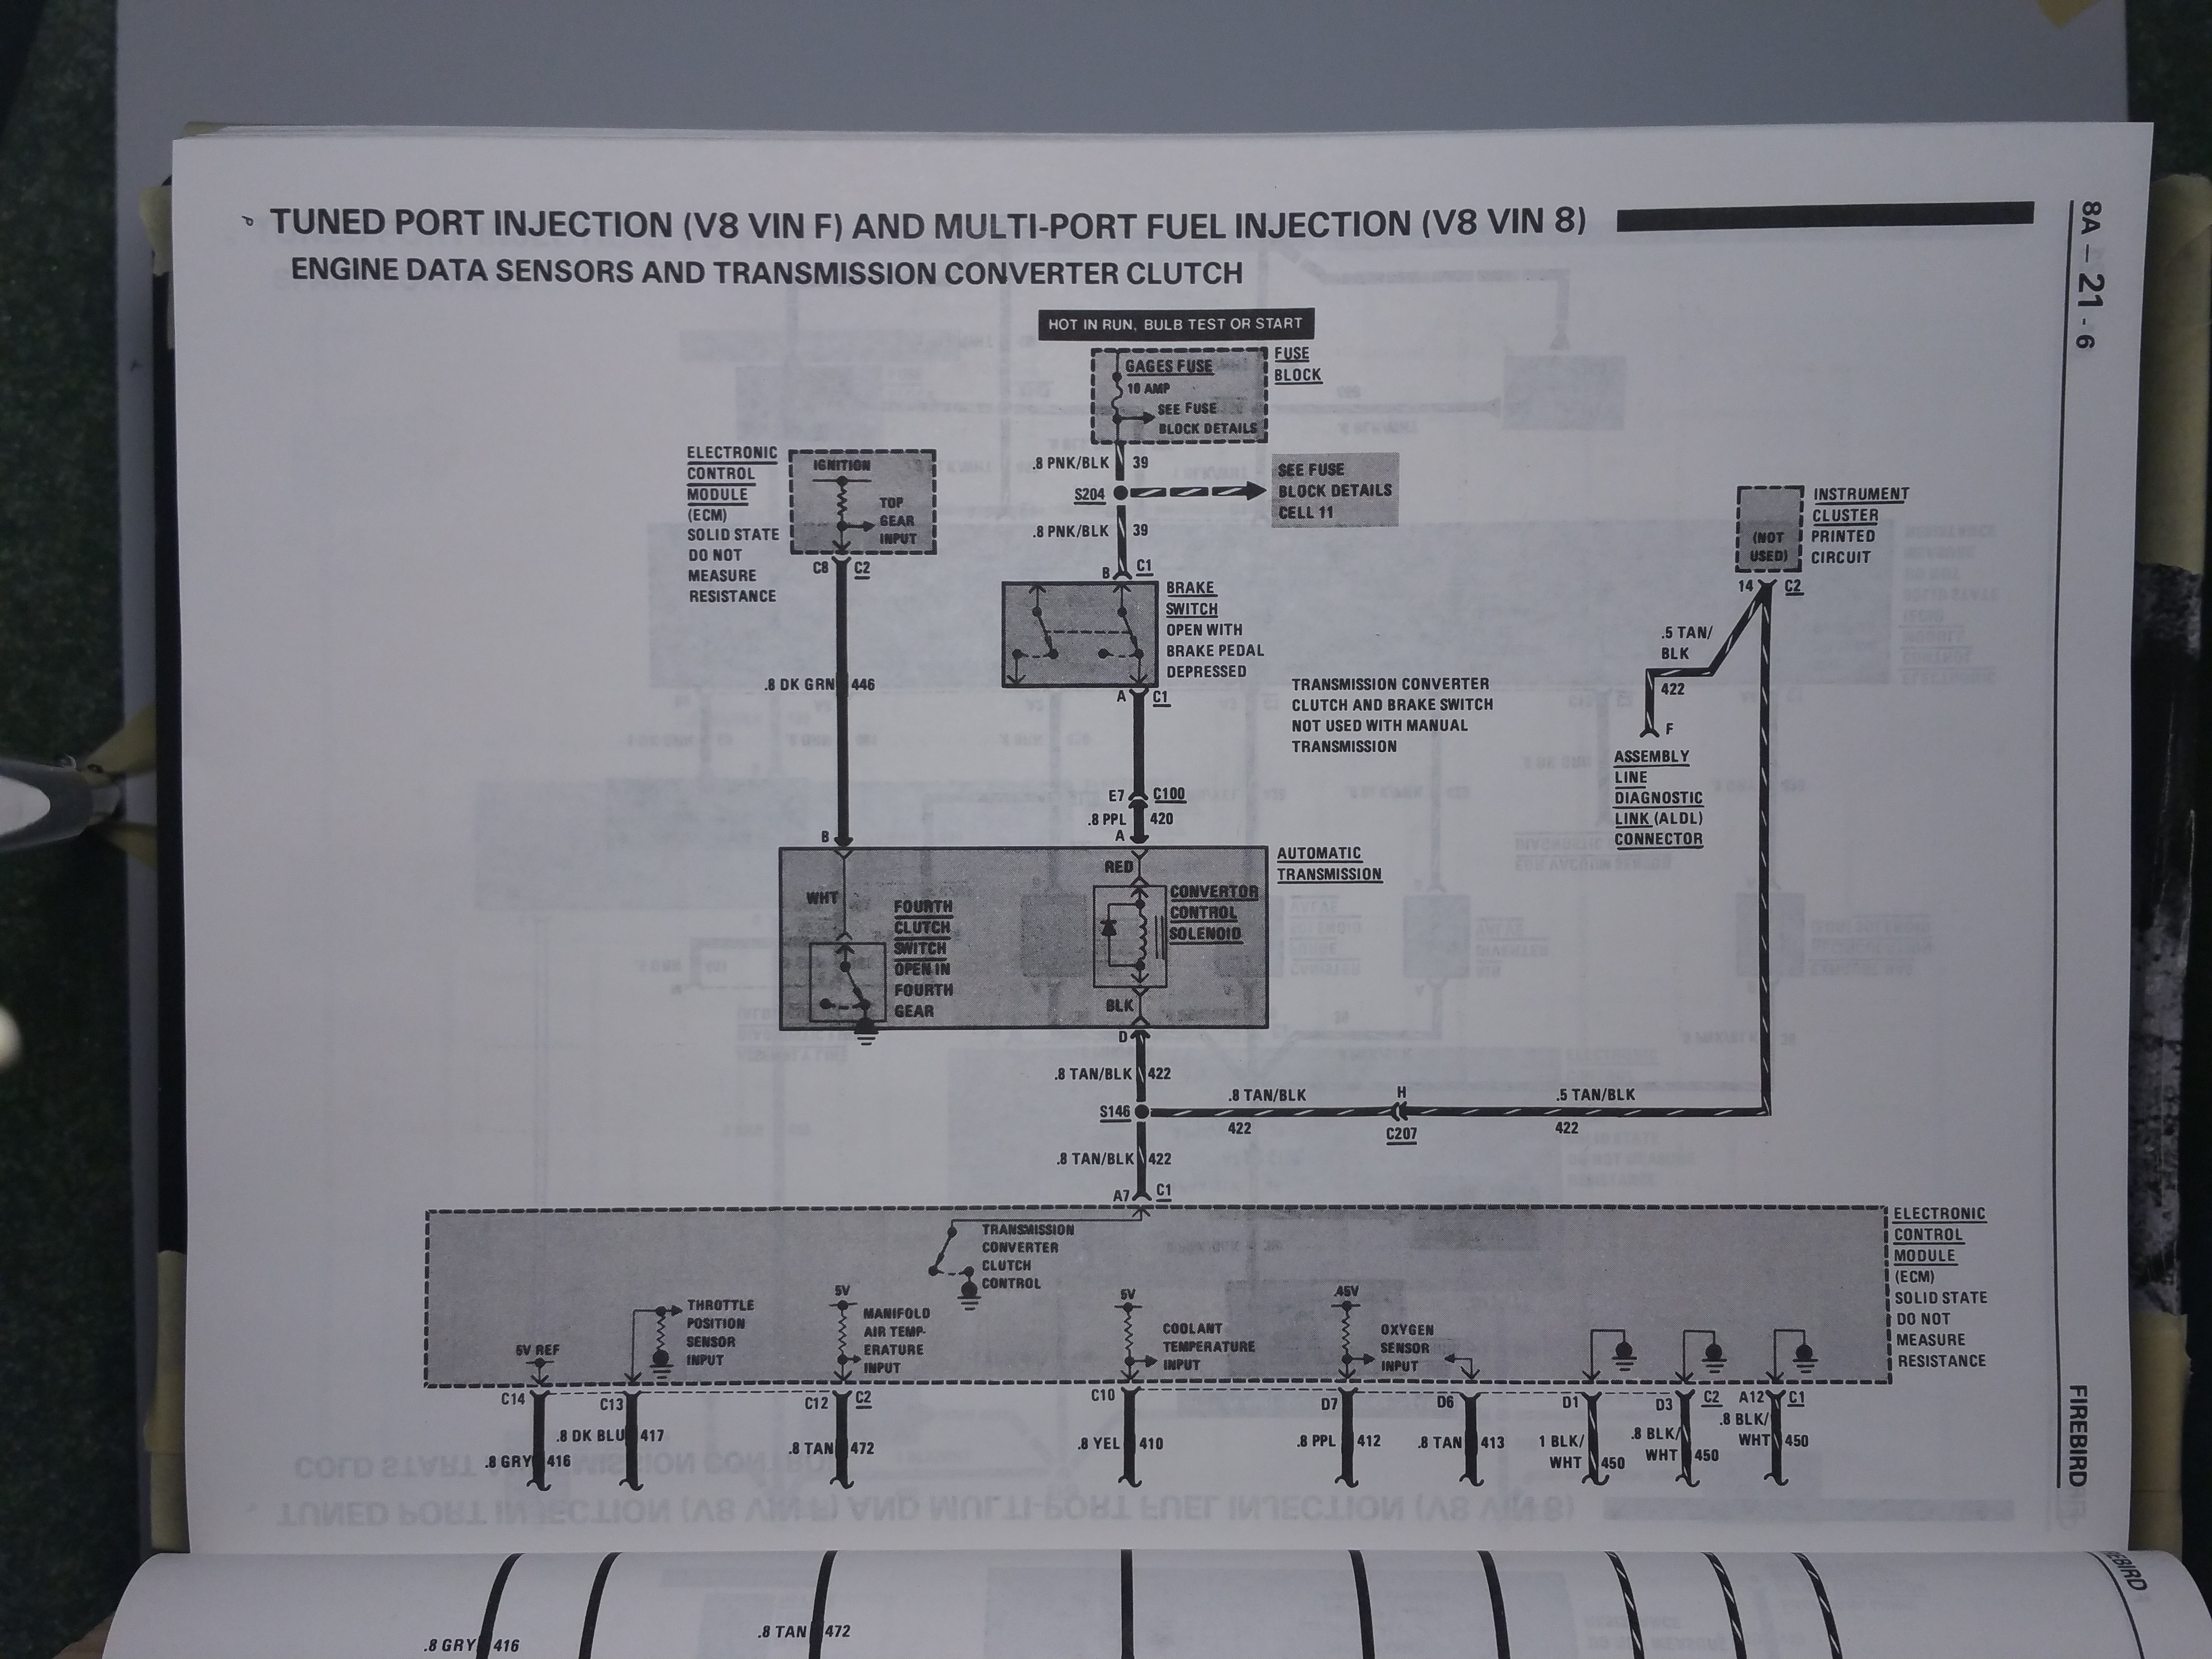 TUNED PORT INJECTION (V8 VIN F) AND MULTI-PORT FUEL INJECTION (V8 VIN 8)
ENGINE DATA SENSORS AND TRANSMISSION CONVERTER CLUTCH
8A – 21 - 6
HOT IN RUN, BULB TEST OR START
GAGES FUSE
10 AMP
SEE FUSE
BLOCK DETAILS
FUSE
BLOCK
.8 PNK/BLK 39
S204
SEE FUSE
BLOCK DETAILS
CELL 11
.8 PNK/BLK 39
B C1
ELECTRONIC
CONTROL
MODULE
(ECM)
SOLID STATE
DO NOT
MEASURE
RESISTANCE
IGNITION
TOP
GEAR
INPUT
C8 C2
BRAKE
SWITCH
OPEN WITH
BRAKE PEDAL
DEPRESSED
A C1
.8 DK GRN 446
TRANSMISSION CONVERTER
CLUTCH AND BRAKE SWITCH
NOT USED WITH MANUAL
TRANSMISSION
(NOT
USED)
INSTRUMENT
CLUSTER
PRINTED
CIRCUIT
14 C2
.5 TAN/
BLK
422
F
ASSEMBLY
LINE
DIAGNOSTIC
LINK (ALDL)
CONNECTOR
E7 C100
.8 PPL 420
B
A
AUTOMATIC
TRANSMISSION
WHT
RED
FOURTH
CLUTCH
SWITCH
OPEN IN
FOURTH
GEAR
CONVERTOR
CONTROL
SOLENOID
BLK
D
.8 TAN/BLK 422
S146
.8 TAN/BLK
422
H
C207
.5 TAN/BLK
422
.8 TAN/BLK 422
A7 C1
TRANSMISSION
CONVERTER
CLUTCH
CONTROL
ELECTRONIC
CONTROL
MODULE
(ECM)
SOLID STATE
DO NOT
MEASURE
RESISTANCE
5V REF
THROTTLE
POSITION
SENSOR
INPUT
5V
MANIFOLD
AIR TEMP-
ERATURE
INPUT
5V
COOLANT
TEMPERATURE
INPUT
.45V
OXYGEN
SENSOR
INPUT
C14 C13 C12 C2 C10 D7 D6 D1 D3 C2 A12 C1
.8 GRY 416
.8 DK BLU 417
.8 TAN 472
.8 YEL 410
.8 PPL 412
.8 TAN 413
1 BLK/
WHT 450
.8 BLK/
WHT 450
.8 BLK/
WHT 450
FIREBIRD
.8 GRY 416
.8 TAN 472